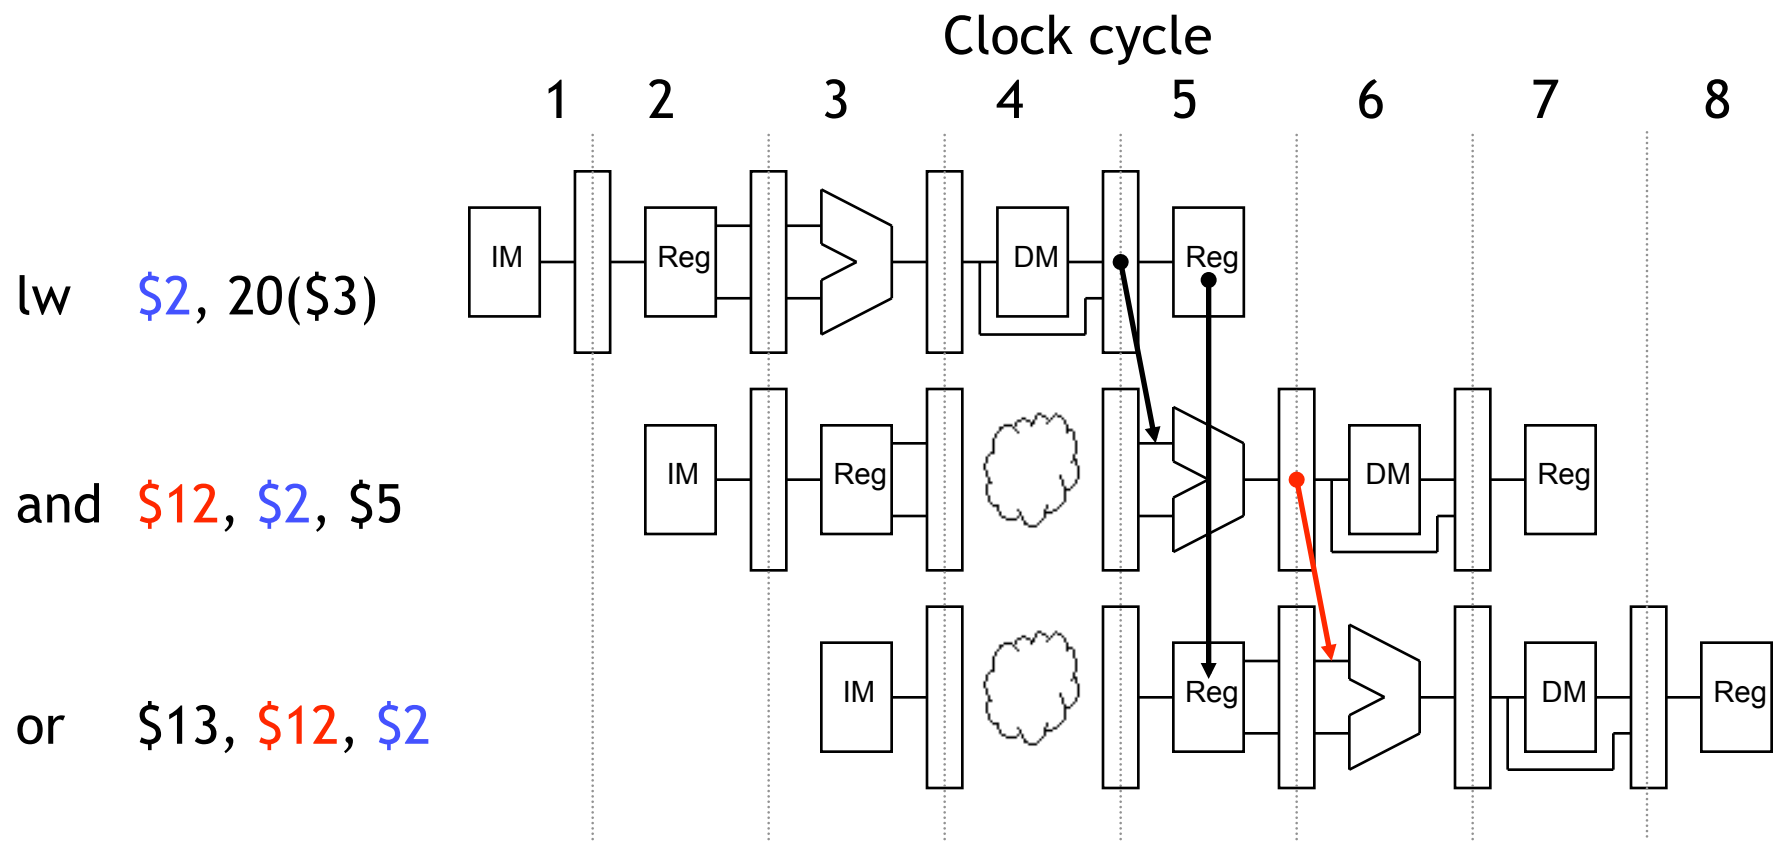 Clock cycle
1 2 3 4 5 6 7 8
IM Reg DM Reg
lw $2, 20($3)
IM Reg DM Reg
and $12, $2, $5
IM Reg DM Reg
or $13, $12, $2